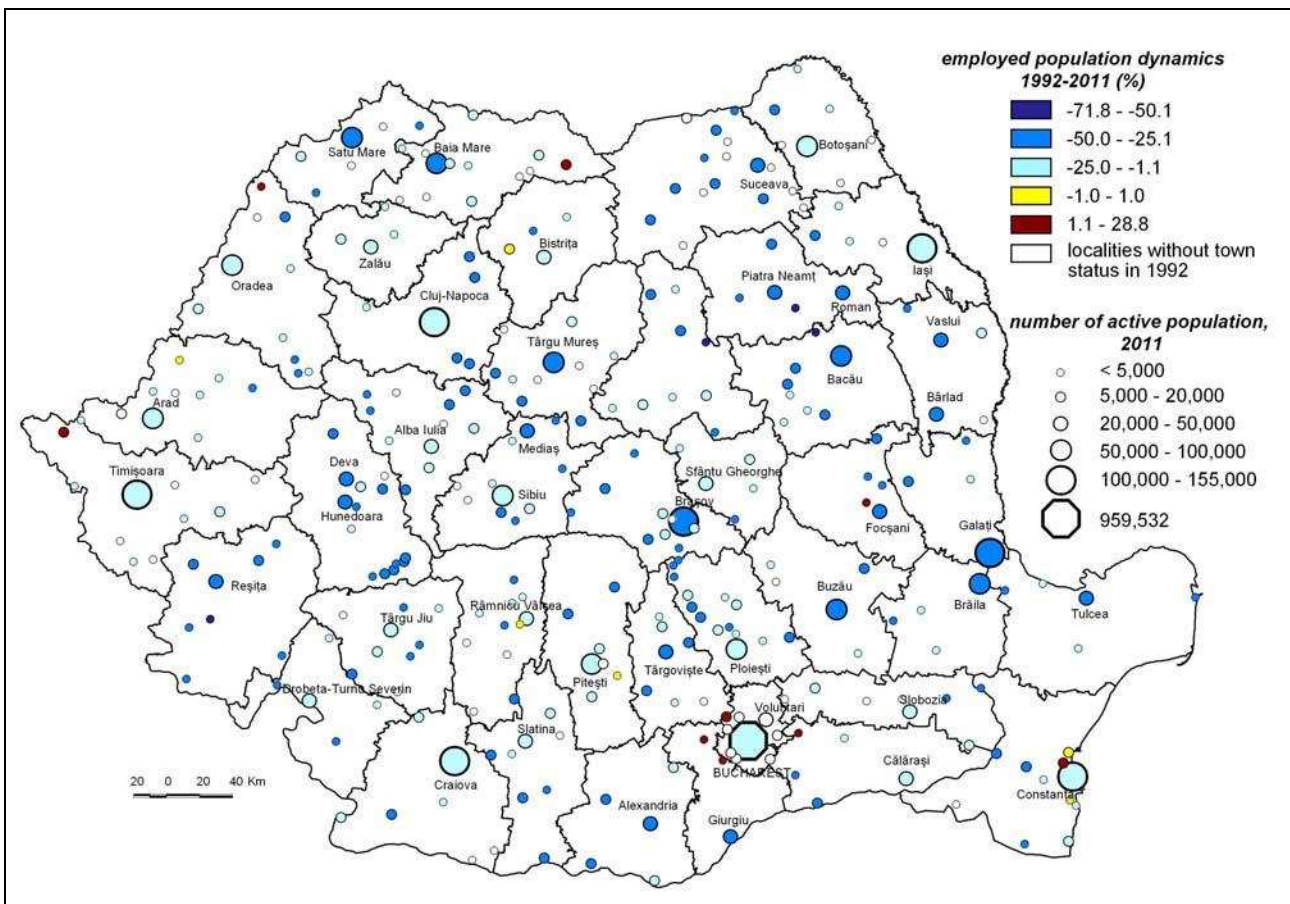 employed population dynamics
1992-2011 (%)
-71.8 - -50.1
-50.0 - -25.1
-25.0 - -1.1
-1.0 - 1.0
1.1 - 28.8
localities without town
status in 1992
number of active population,
2011
< 5,000
5,000 - 20,000
20,000 - 50,000
50,000 - 100,000
100,000 - 155,000
959,532
Satu Mare
Baia Mare
Botoșani
Suceava
Zalău
Bistrița
Iași
Oradea
Cluj-Napoca
Piatra Neamț
Roman
Târgu Mureș
Vaslui
Bacău
Arad
Bârlad
Alba Iulia
Mediaș
Timișoara
Deva
Sfântu Gheorghe
Sibiu
Hunedoara
Brașov
Focșani
Galați
Reșița
Buzău
Brăila
Tulcea
Târgu Jiu
Râmnicu Vâlcea
Pitești
Târgoviște
Ploiești
Drobeta-Turnu Severin
Voluntari
Slobozia
Slatina
BUCHAREST
Craiova
Călărași
Constanța
Alexandria
Giurgiu
20 0 20 40 Km